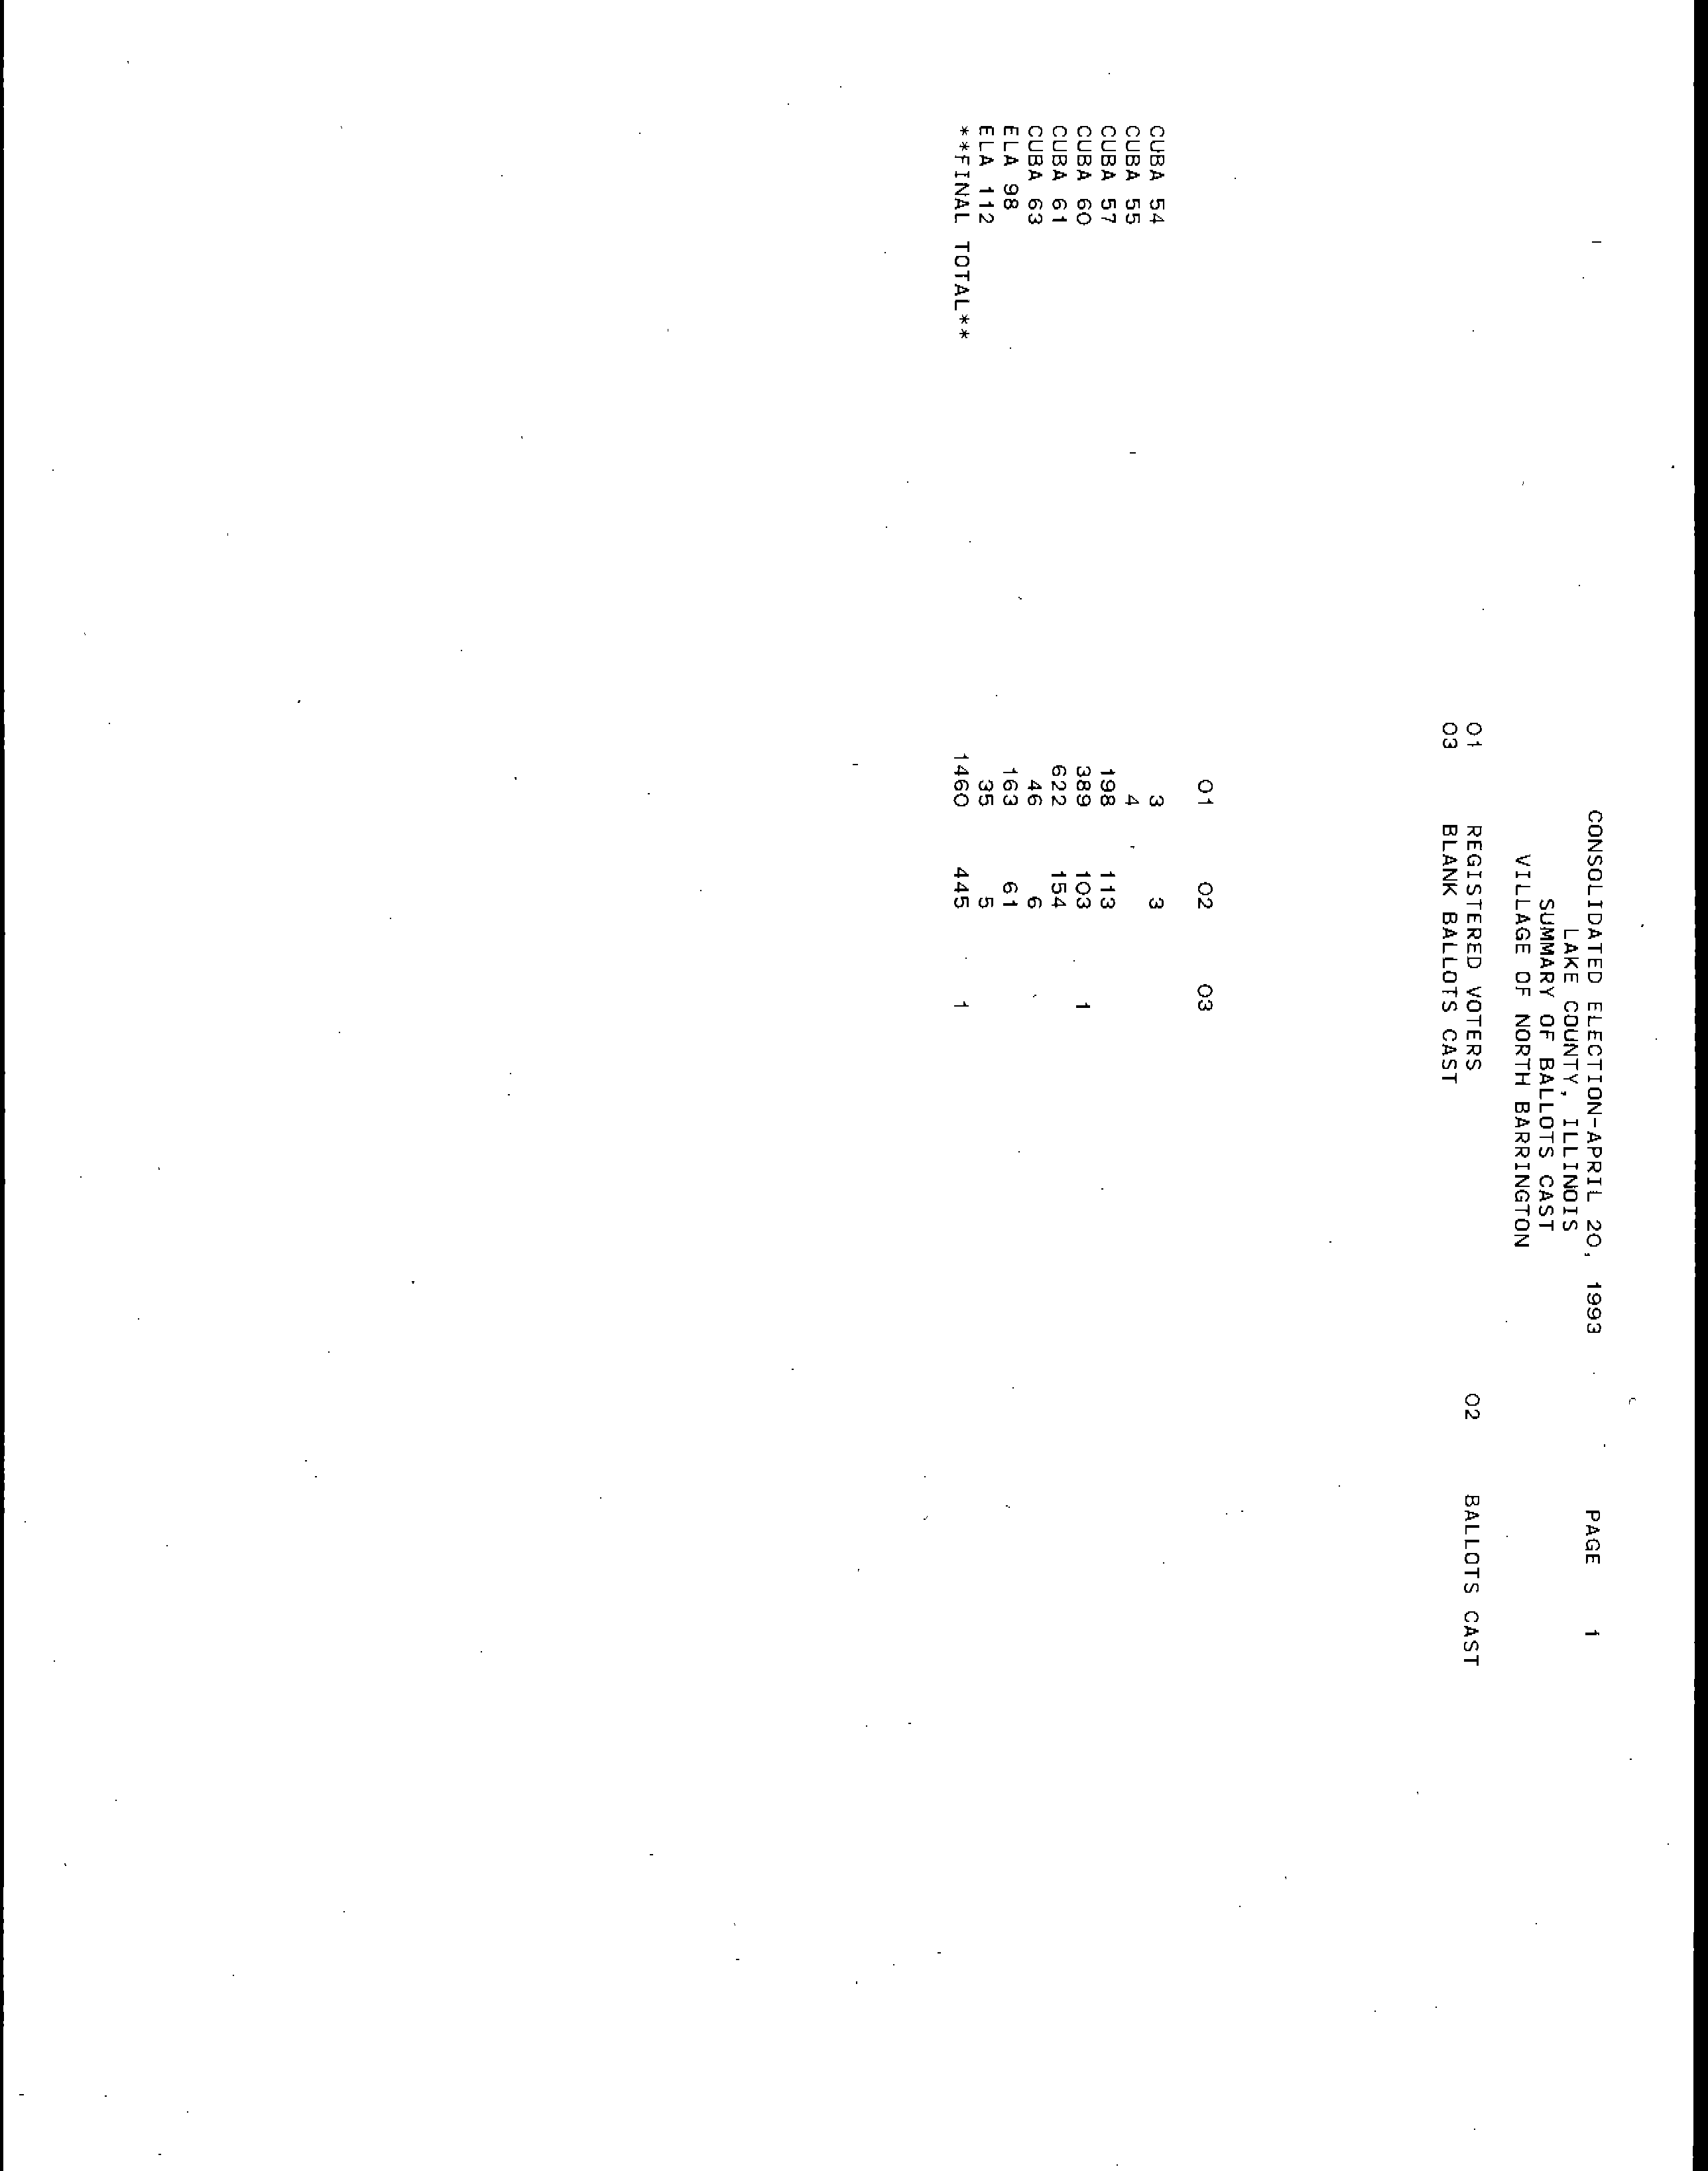 CONSOLIDATED ELECTION-APRIL 20, 1993 PAGE 1
LAKE COUNTY, ILLINOIS
SUMMARY OF BALLOTS CAST
VILLAGE OF NORTH BARRINGTON
01 REGISTERED VOTERS 02 BALLOTS CAST
03 BLANK BALLOTS CAST
01 02 03
CUBA 54 3 3
CUBA 55 4
CUBA 57 198 113
CUBA 60 389 103 1
CUBA 61 622 154
CUBA 63 46 6
ELA 98 163 61
ELA 112 35 5
**FINAL TOTAL** 1460 445 1